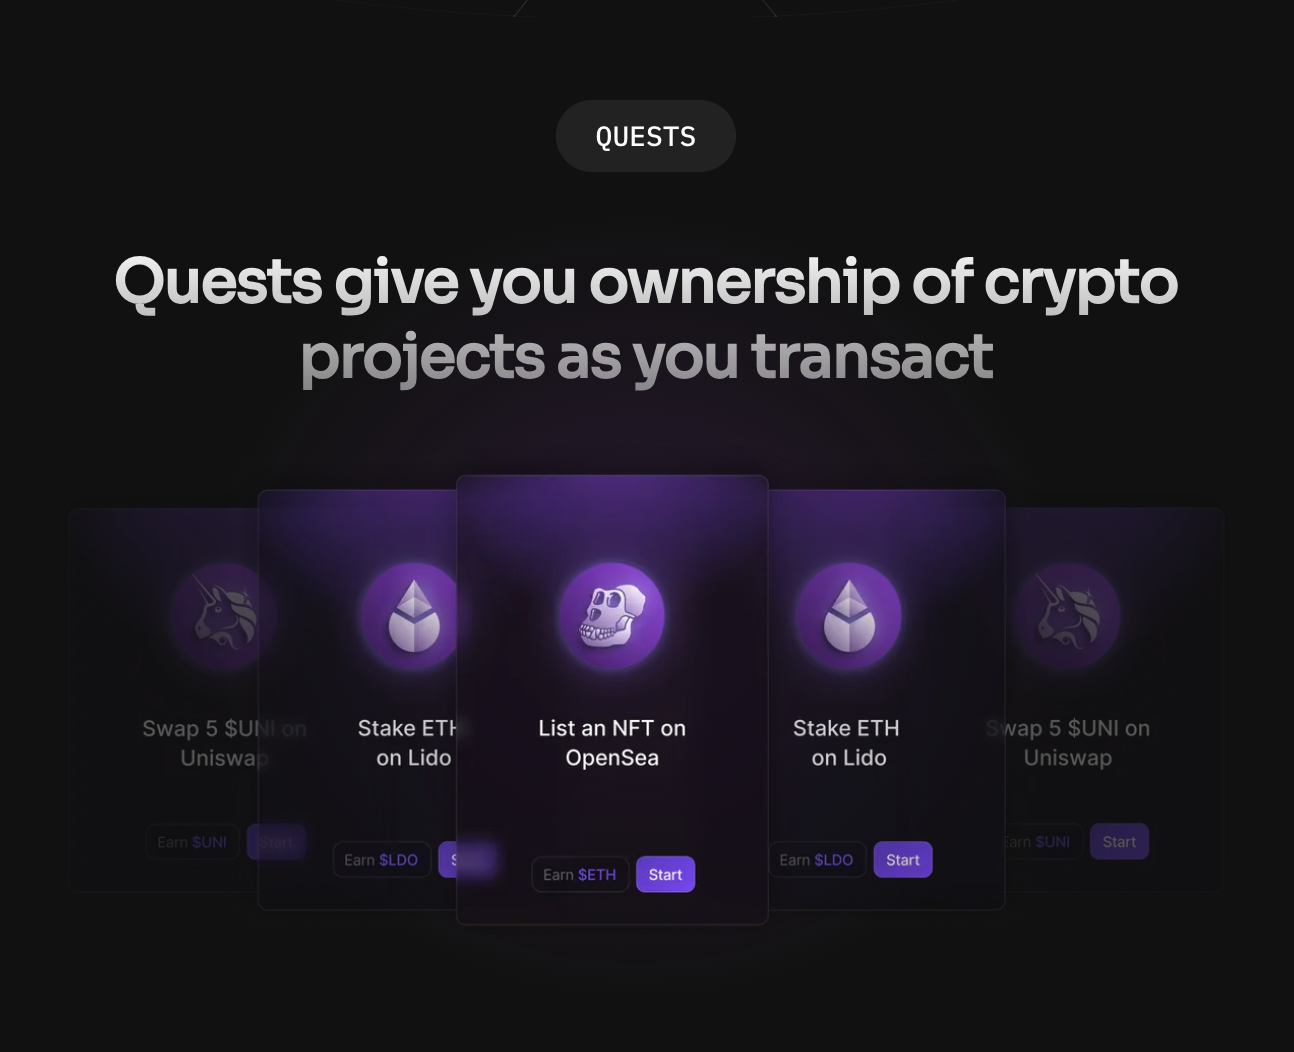 QUESTS
Quests give you ownership of crypto
projects as you transact
Swap 5 $UNI on
Uniswap
Earn $UNI
Start
Stake ETH
on Lido
Earn $LDO
List an NFT on
OpenSea
Earn $ETH
Start
Stake ETH
on Lido
Earn $LDO
Start
Swap 5 $UNI on
Uniswap
Earn $UNI
Start